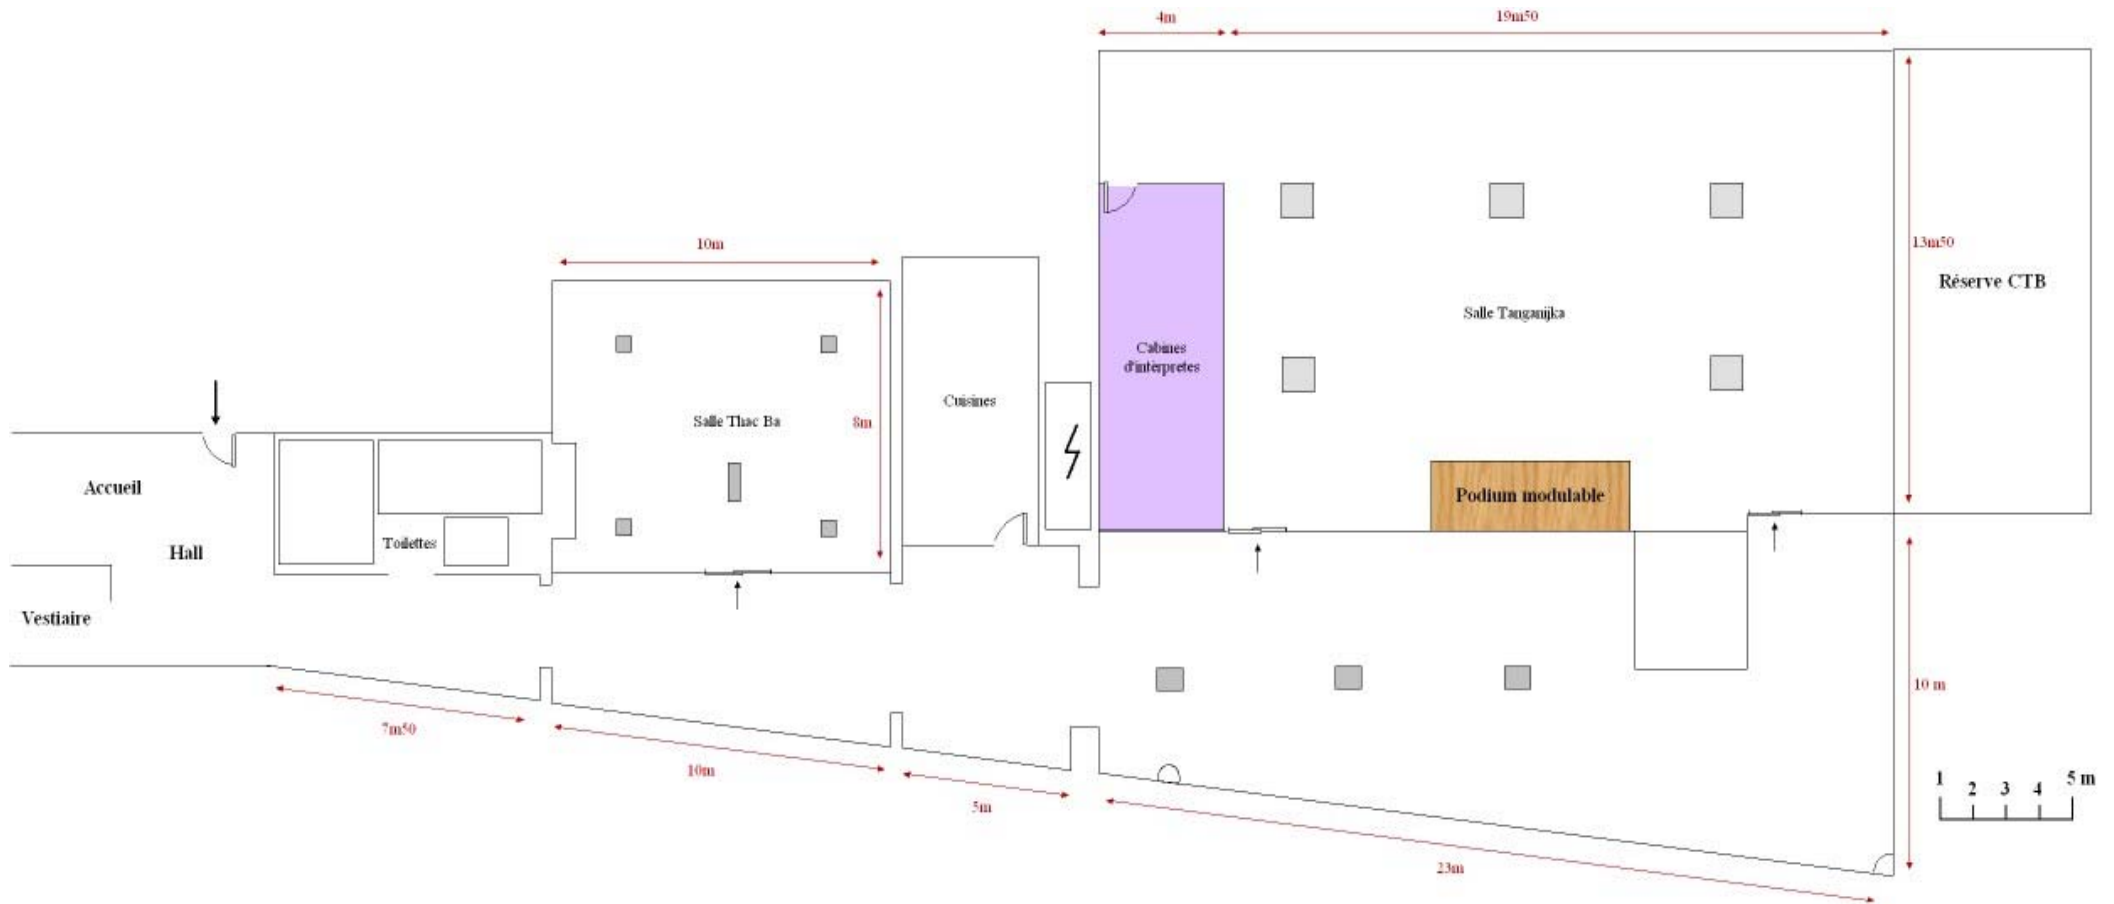 4m
19m50
13m50
Réserve CTB
10m
Salle Tanganijka
Cabines
d'intèrpretes
Cuisines
Salle Thac Ba
8m
Accueil
Podium modulable
Toilettes
Hall
Vestiaire
10 m
7m50
10m
5m
23m
1 2 3 4 5 m